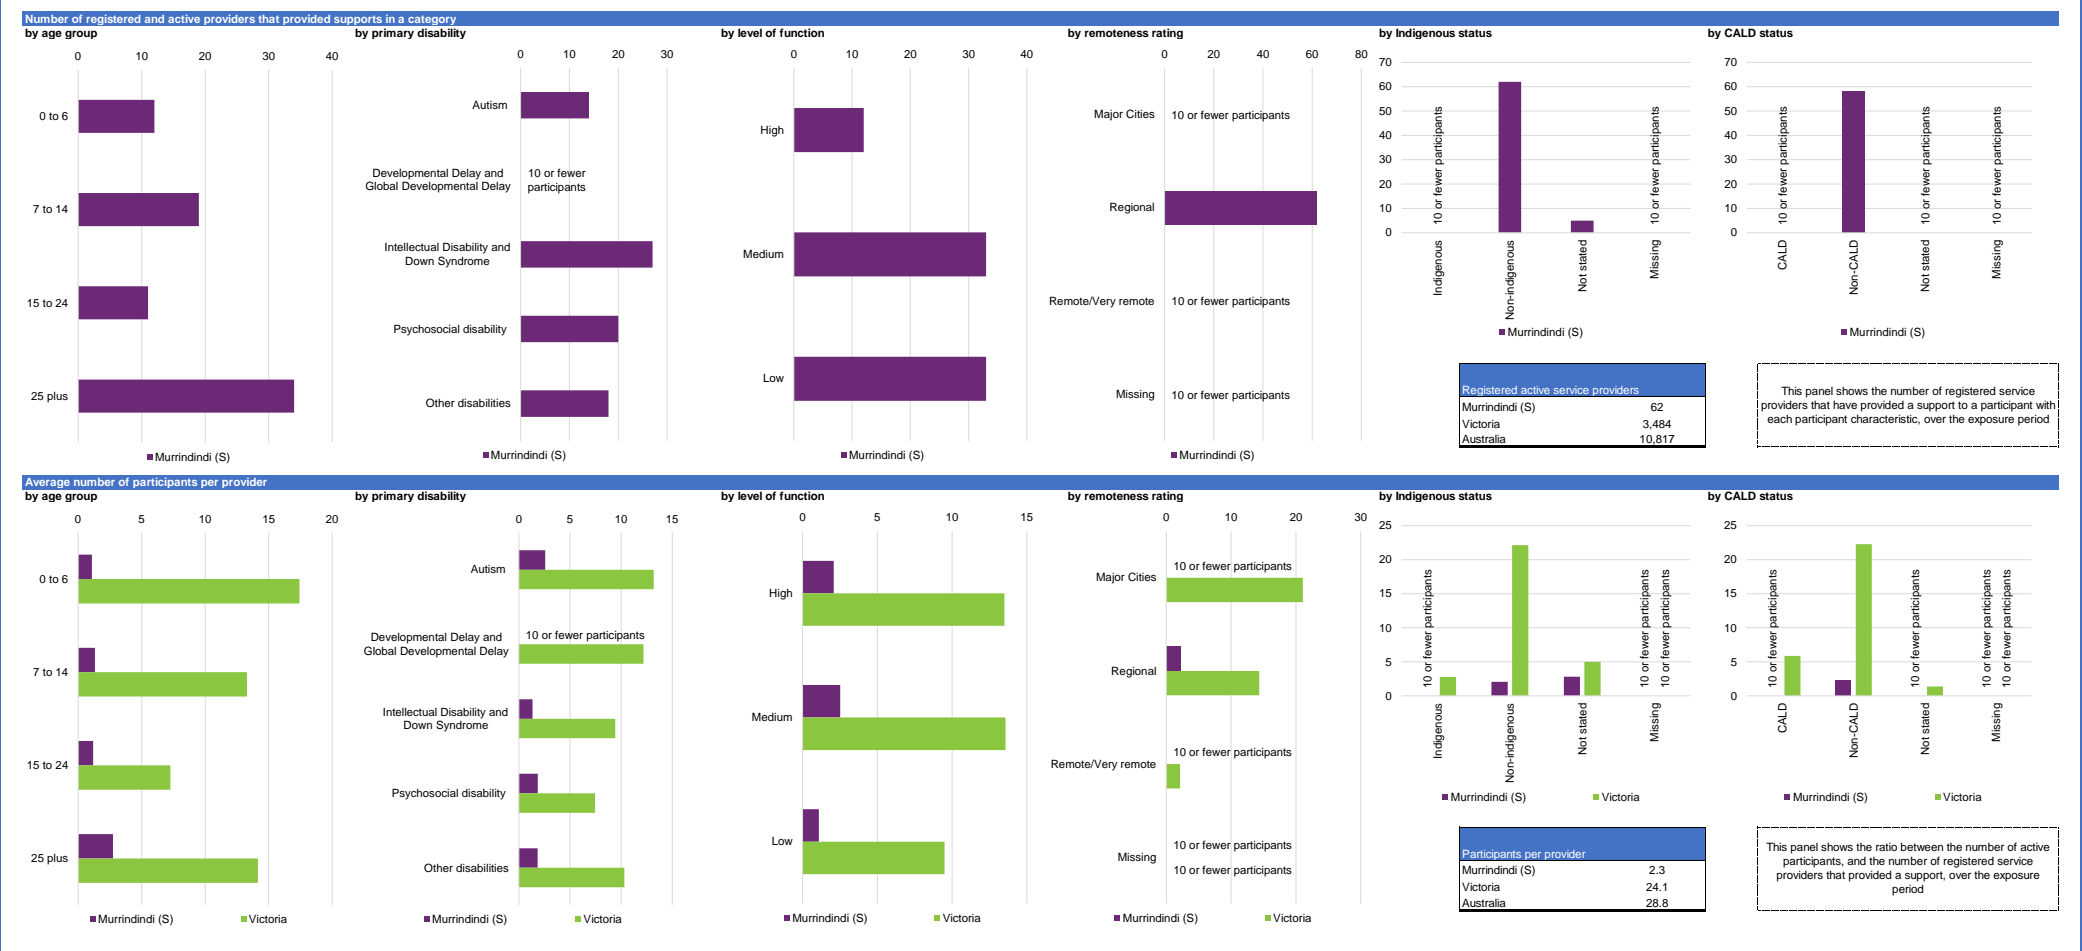 Number of registered and active providers that provided supports in a category
by age group
0 10 20 30 40
0 to 6
7 to 14
15 to 24
25 plus
Murrindindi (S)
by primary disability
0 10 20 30
Autism
Developmental Delay and
Global Developmental Delay
10 or fewer
participants
Intellectual Disability and
Down Syndrome
Psychosocial disability
Other disabilities
Murrindindi (S)
by level of function
0 10 20 30 40
High
Medium
Low
Murrindindi (S)
by remoteness rating
0 20 40 60 80
Major Cities
10 or fewer participants
Regional
Remote/Very remote
10 or fewer participants
Missing
10 or fewer participants
Murrindindi (S)
by Indigenous status
70
60
50
40
30
20
10
0
10 or fewer participants
10 or fewer participants
Indigenous
Non-indigenous
Not stated
Missing
Murrindindi (S)
by CALD status
70
60
50
40
30
20
10
0
10 or fewer participants
10 or fewer participants
10 or fewer participants
CALD
Non-CALD
Not stated
Missing
Murrindindi (S)
Registered active service providers
Murrindindi (S) 62
Victoria 3,484
Australia 10,817
This panel shows the number of registered service
providers that have provided a support to a participant with
each participant characteristic, over the exposure period
Average number of participants per provider
by age group
0 5 10 15 20
0 to 6
7 to 14
15 to 24
25 plus
Murrindindi (S) Victoria
by primary disability
0 5 10 15
Autism
Developmental Delay and
Global Developmental Delay
10 or fewer participants
Intellectual Disability and
Down Syndrome
Psychosocial disability
Other disabilities
Murrindindi (S) Victoria
by level of function
0 5 10 15
High
Medium
Low
Murrindindi (S) Victoria
by remoteness rating
0 10 20 30
Major Cities
10 or fewer participants
Regional
Remote/Very remote
10 or fewer participants
Missing
10 or fewer participants
10 or fewer participants
Murrindindi (S) Victoria
by Indigenous status
25
20
15
10
5
0
10 or fewer participants
10 or fewer participants
10 or fewer participants
Indigenous
Non-indigenous
Not stated
Missing
Murrindindi (S) Victoria
by CALD status
25
20
15
10
5
0
10 or fewer participants
10 or fewer participants
10 or fewer participants
10 or fewer participants
CALD
Non-CALD
Not stated
Missing
Murrindindi (S) Victoria
Participants per provider
Murrindindi (S) 2.3
Victoria 24.1
Australia 28.8
This panel shows the ratio between the number of active
participants, and the number of registered service
providers that provided a support, over the exposure
period